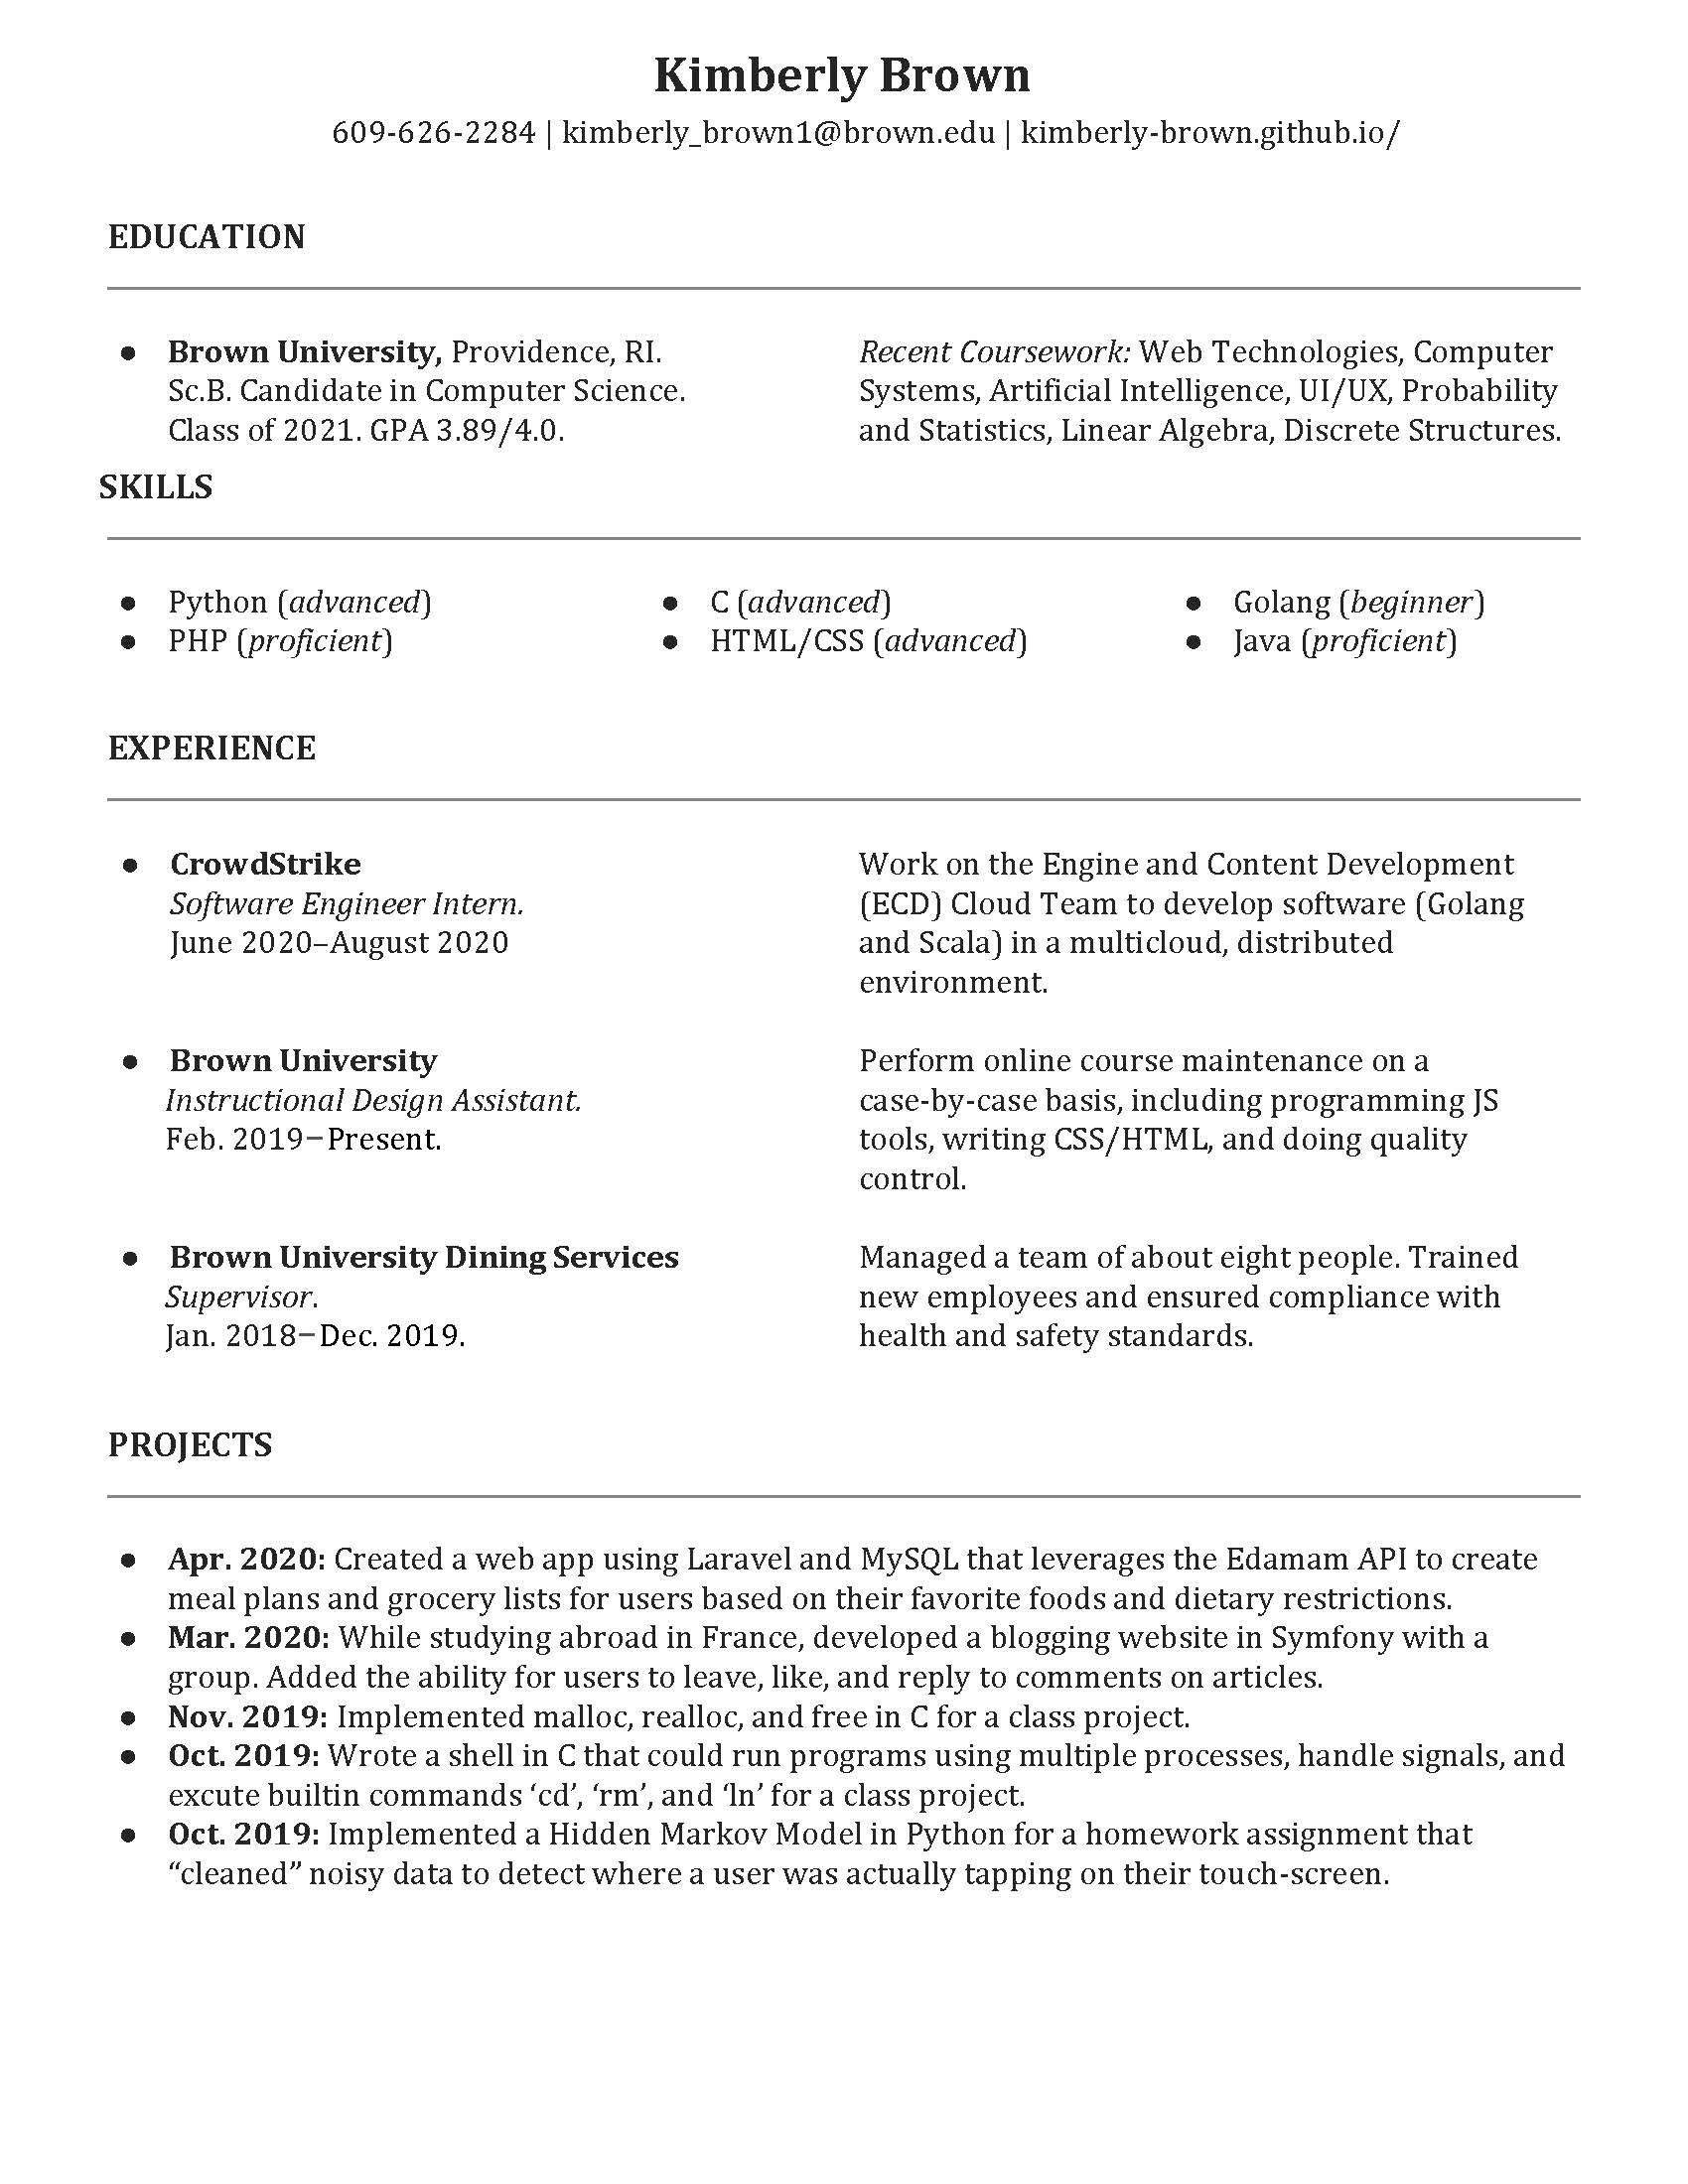 Kimberly Brown
609-626-2284 | kimberly_brown1@brown.edu | kimberly-brown.github.io/
EDUCATION
● Brown University, Providence, RI.
Sc.B. Candidate in Computer Science.
Class of 2021. GPA 3.89/4.0.
Recent Coursework: Web Technologies, Computer
Systems, Artificial Intelligence, UI/UX, Probability
and Statistics, Linear Algebra, Discrete Structures.
SKILLS
● Python (advanced)
● PHP (proficient)
● C (advanced)
● HTML/CSS (advanced)
● Golang (beginner)
● Java (proficient)
EXPERIENCE
● CrowdStrike
Software Engineer Intern.
June 2020–August 2020
Work on the Engine and Content Development
(ECD) Cloud Team to develop software (Golang
and Scala) in a multicloud, distributed
environment.
● Brown University
Instructional Design Assistant.
Feb. 2019–Present.
Perform online course maintenance on a
case-by-case basis, including programming JS
tools, writing CSS/HTML, and doing quality
control.
● Brown University Dining Services
Supervisor.
Jan. 2018–Dec. 2019.
Managed a team of about eight people. Trained
new employees and ensured compliance with
health and safety standards.
PROJECTS
● Apr. 2020: Created a web app using Laravel and MySQL that leverages the Edamam API to create
meal plans and grocery lists for users based on their favorite foods and dietary restrictions.
● Mar. 2020: While studying abroad in France, developed a blogging website in Symfony with a
group. Added the ability for users to leave, like, and reply to comments on articles.
● Nov. 2019: Implemented malloc, realloc, and free in C for a class project.
● Oct. 2019: Wrote a shell in C that could run programs using multiple processes, handle signals, and
excute builtin commands ‘cd’, ‘rm’, and ‘ln’ for a class project.
● Oct. 2019: Implemented a Hidden Markov Model in Python for a homework assignment that
“cleaned” noisy data to detect where a user was actually tapping on their touch-screen.